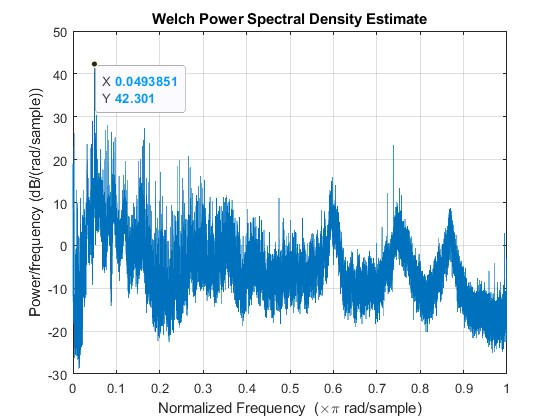 Welch Power Spectral Density Estimate
Power/frequency (dB/(rad/sample))
50
40
30
20
10
0
-10
-20
-30
X 0.0493851
Y 42.301
0 0.1 0.2 0.3 0.4 0.5 0.6 0.7 0.8 0.9 1
Normalized Frequency (×π rad/sample)